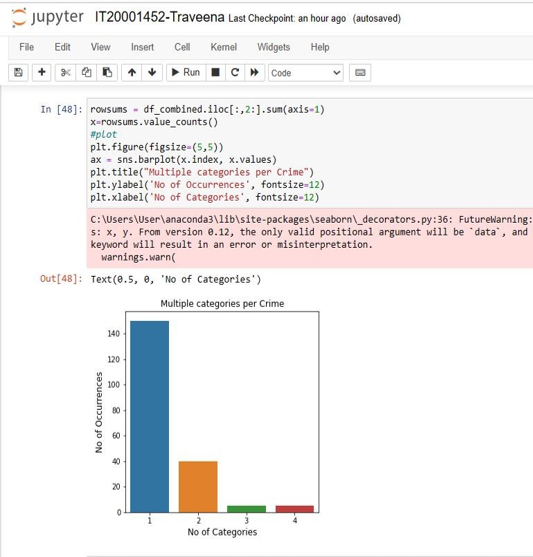 jupyter IT20001452-Traveena Last Checkpoint: an hour ago (autosaved)
File Edit View Insert Cell Kernel Widgets Help
Run Code
In [48]: rowsums = df_combined.iloc[:,2:].sum(axis=1)
x=rowsums.value_counts()
#plot
plt.figure(figsize=(5,5))
ax = sns.barplot(x.index, x.values)
plt.title("Multiple categories per Crime")
plt.ylabel('No of Occurrences', fontsize=12)
plt.xlabel('No of Categories', fontsize=12)
C:\Users\User\anaconda3\lib\site-packages\seaborn\_decorators.py:36: FutureWarning:
s: x, y. From version 0.12, the only valid positional argument will be `data`, and
keyword will result in an error or misinterpretation.
warnings.warn(
Out[48]: Text(0.5, 0, 'No of Categories')
Multiple categories per Crime
No of Occurrences
140
120
100
80
60
40
20
0
1 2 3 4
No of Categories